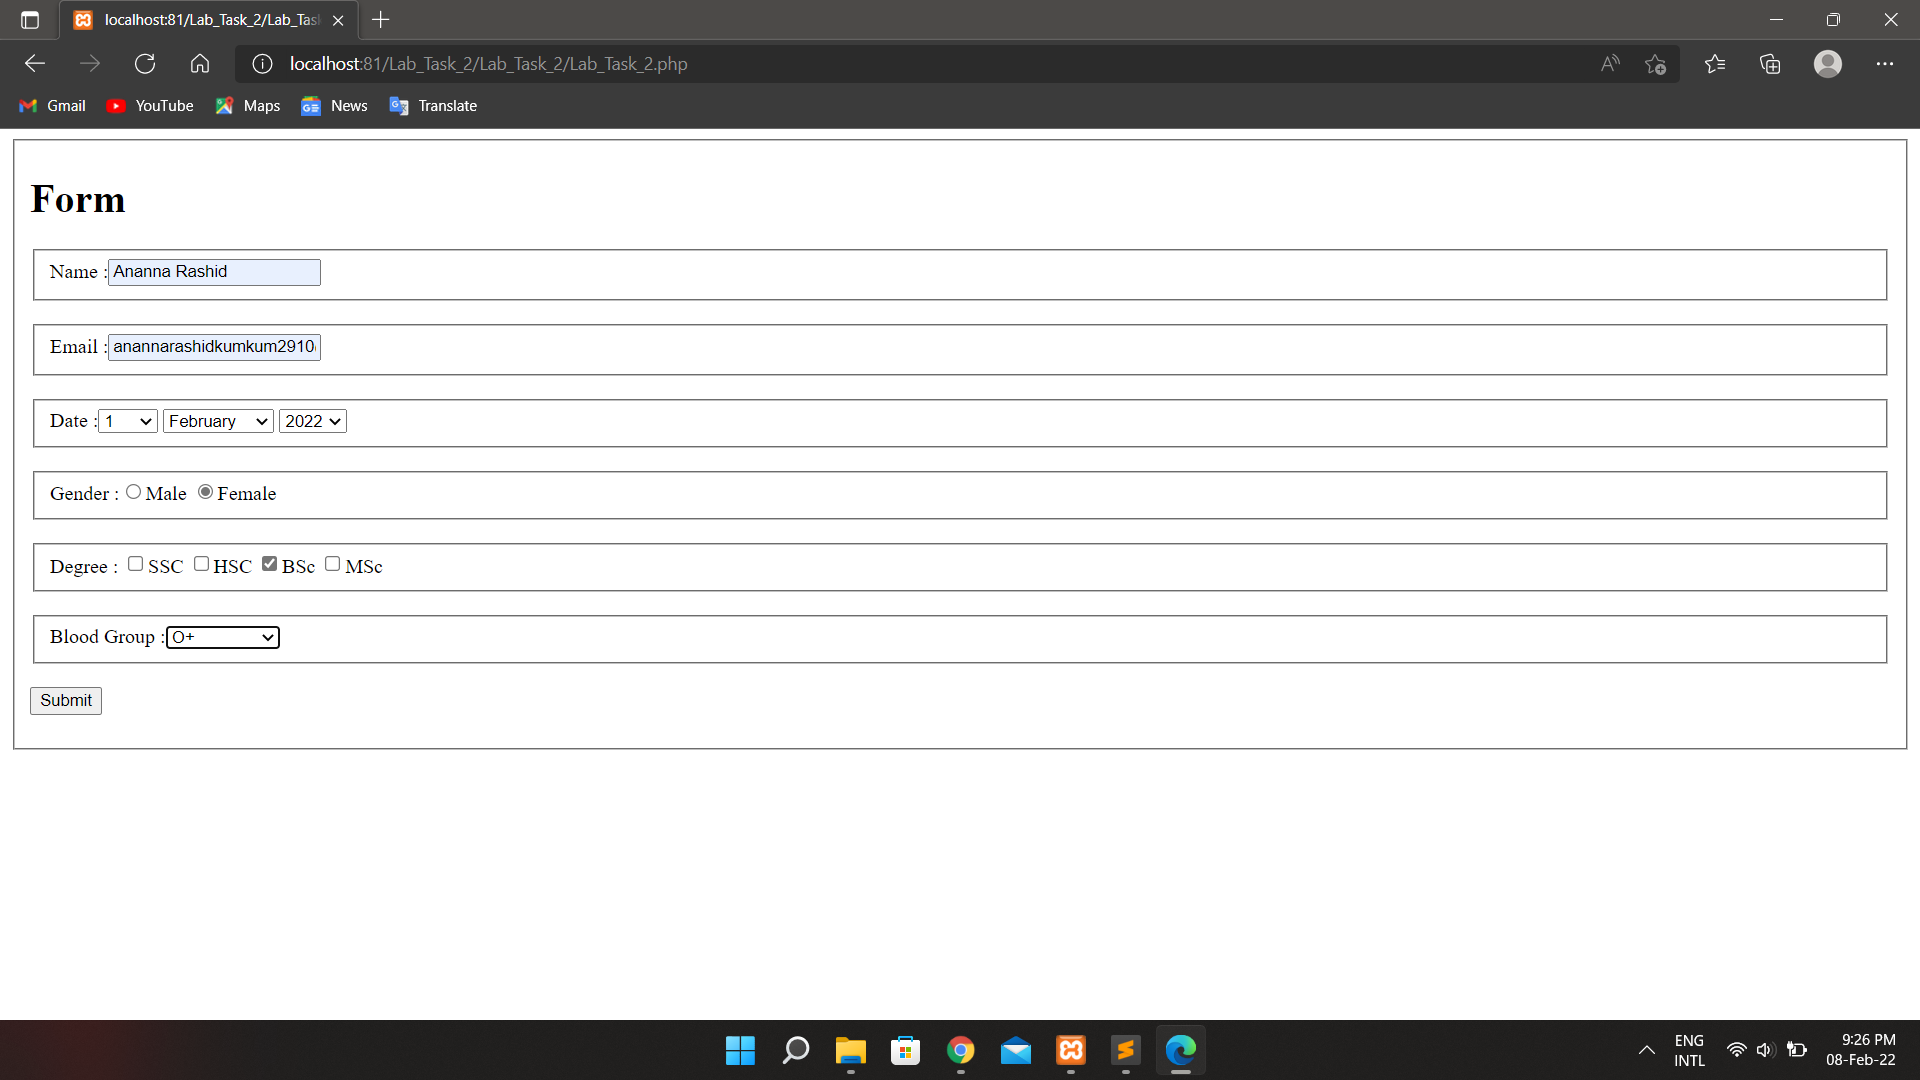 localhost:81/Lab_Task_2/Lab_Tas
localhost:81/Lab_Task_2/Lab_Task_2/Lab_Task_2.php
Gmail YouTube Maps News Translate
Form
Name : Ananna Rashid
Email : anannarashidkumkum2910
Date : 1 February 2022
Gender : Male Female
Degree : SSC HSC BSc MSc
Blood Group : O+
Submit
ENG 9:26 PM
INTL 08-Feb-22